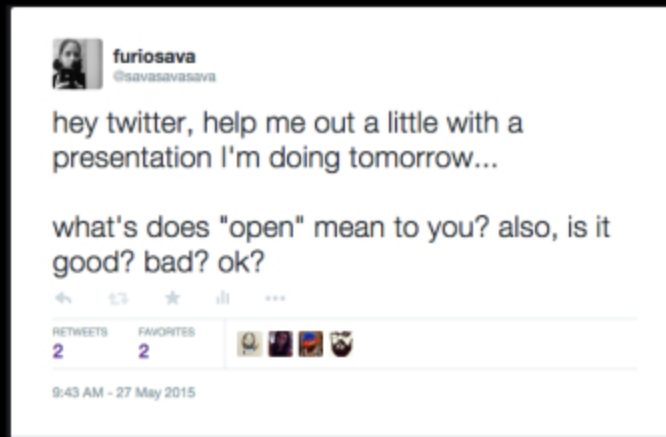 furiosava
@savasavasava
hey twitter, help me out a little with a
presentation I'm doing tomorrow...
what's does "open" mean to you? also, is it
good? bad? ok?
RETWEETS FAVORITES
2 2
9:43 AM - 27 May 2015